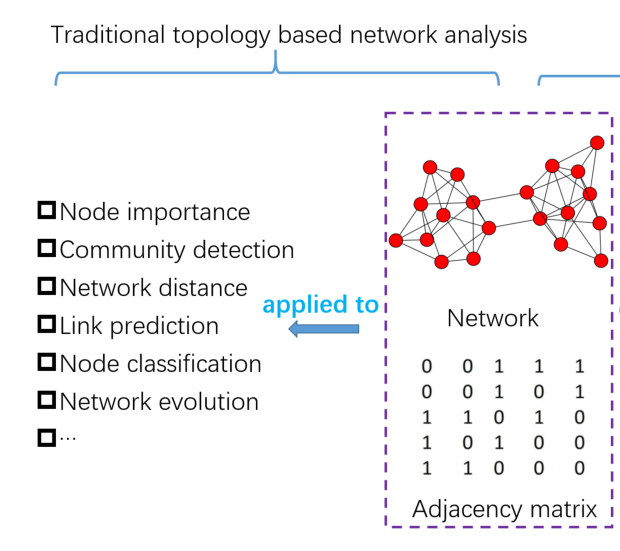 Traditional topology based network analysis
Node importance
Community detection
Network distance
Link prediction
Node classification
Network evolution
...
applied to
Network
0 0 1 1 1
0 0 1 0 1
1 1 0 1 0
1 0 1 0 0
1 1 0 0 0
Adjacency matrix